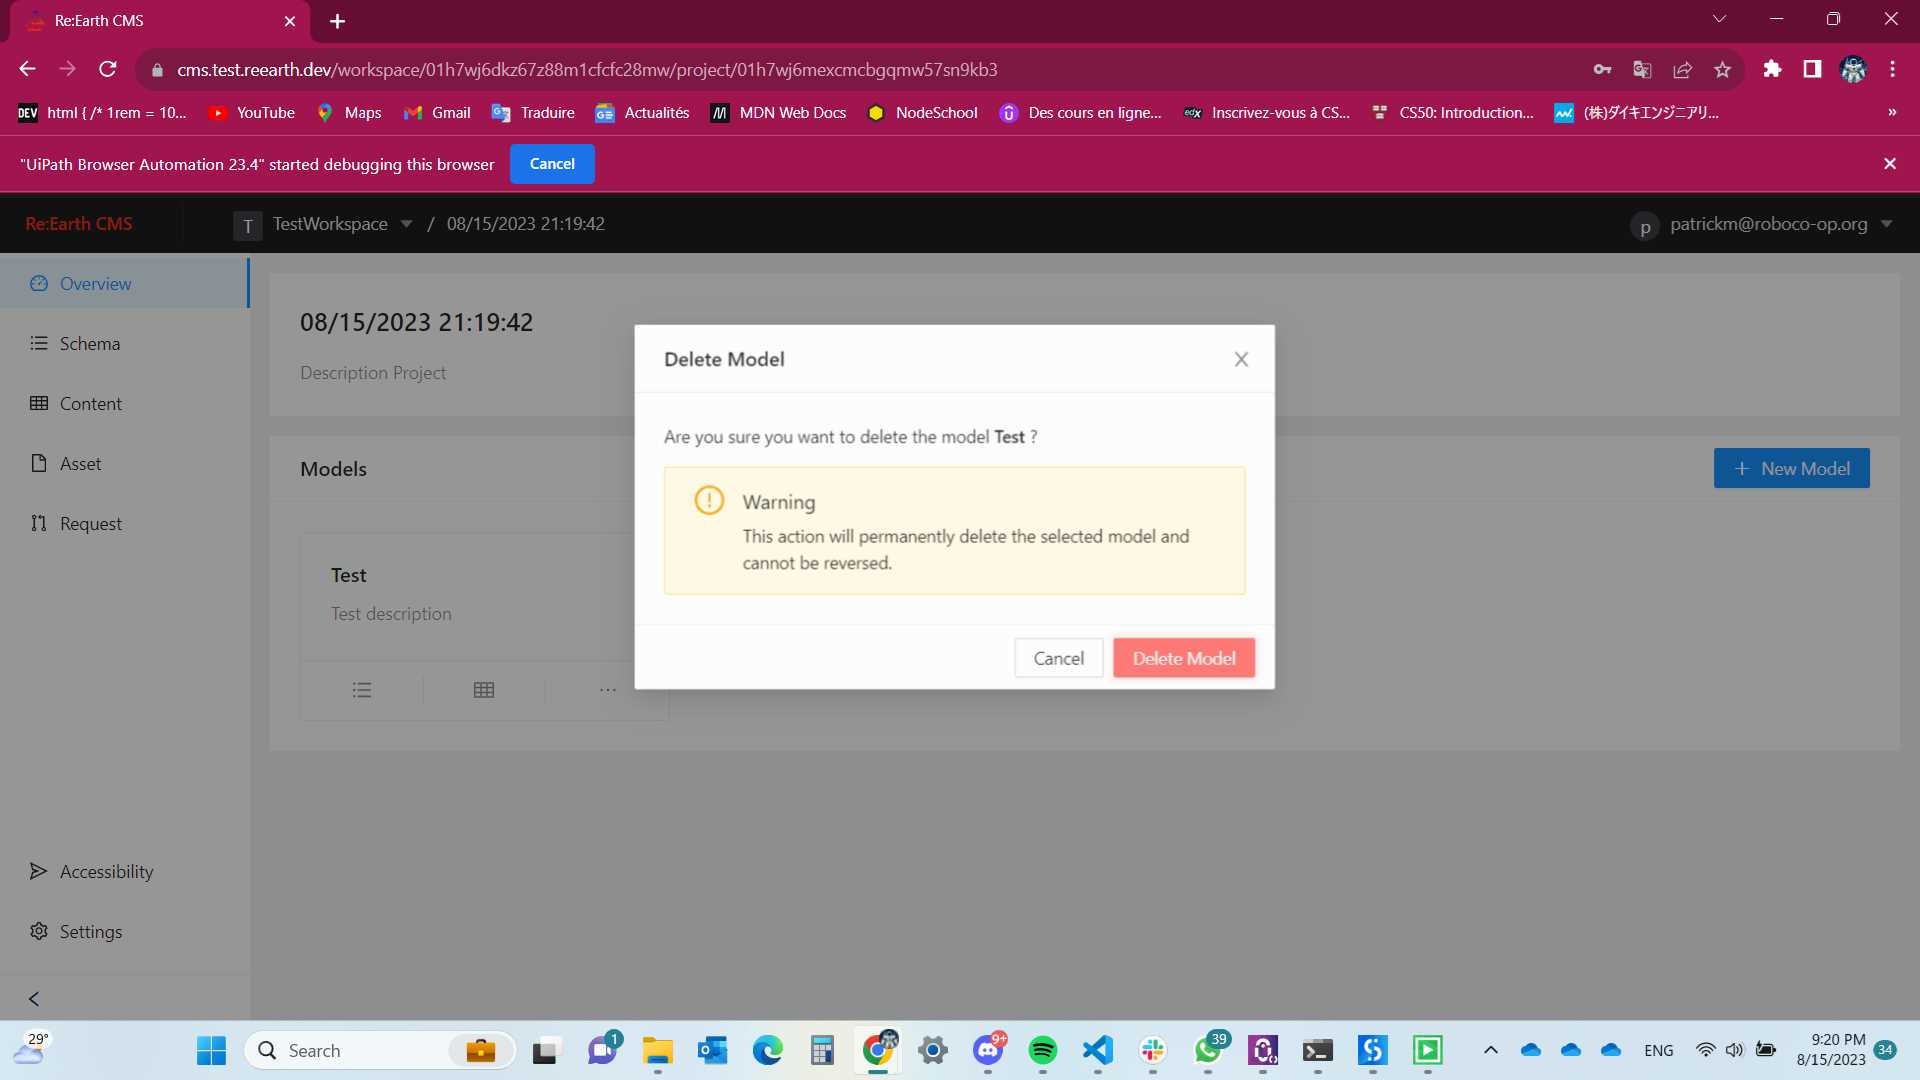 Re:Earth CMS
cms.test.reearth.dev/workspace/01h7wj6dkz67z88m1cfcfc28mw/project/01h7wj6mexcmcbgqmw57sn9kb3
DEV html { /* 1rem = 10... YouTube Maps Gmail Traduire Actualités MDN Web Docs NodeSchool Des cours en ligne... edX Inscrivez-vous à CS... CS50: Introduction... (株)ダイキエンジニアリ... »
"UiPath Browser Automation 23.4" started debugging this browser Cancel
Re:Earth CMS T TestWorkspace / 08/15/2023 21:19:42 p patrickm@roboco-op.org
Overview
Schema
Content
Asset
Request
Accessibility
Settings
08/15/2023 21:19:42
Description Project
Models
+ New Model
Test
Test description
Delete Model
Are you sure you want to delete the model Test ?
Warning
This action will permanently delete the selected model and
cannot be reversed.
Cancel Delete Model
29°
Search
1
9+
39
ENG
9:20 PM
8/15/2023
34